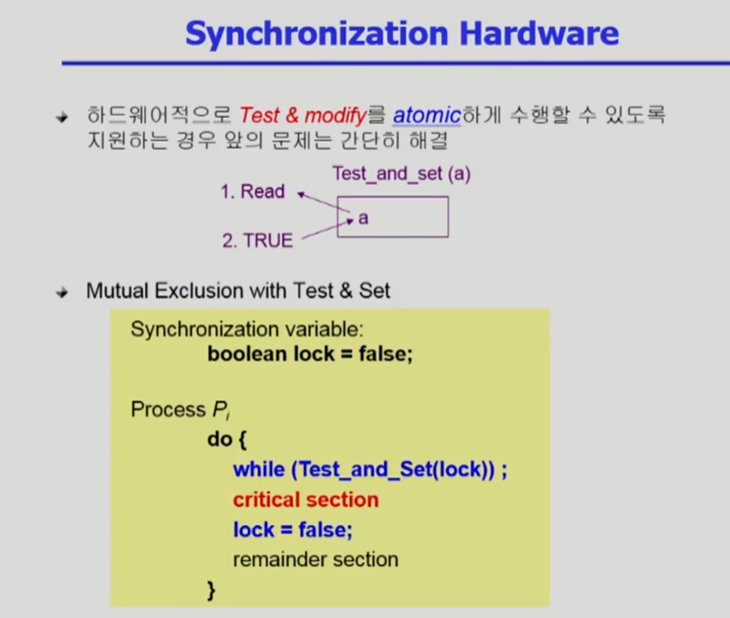 Synchronization Hardware
하드웨어적으로 Test & modify를 atomic하게 수행할 수 있도록
지원하는 경우 앞의 문제는 간단히 해결
Test_and_set (a)
1. Read
a
2. TRUE
Mutual Exclusion with Test & Set
Synchronization variable:
boolean lock = false;
Process Pi
do {
while (Test_and_Set(lock)) ;
critical section
lock = false;
remainder section
}